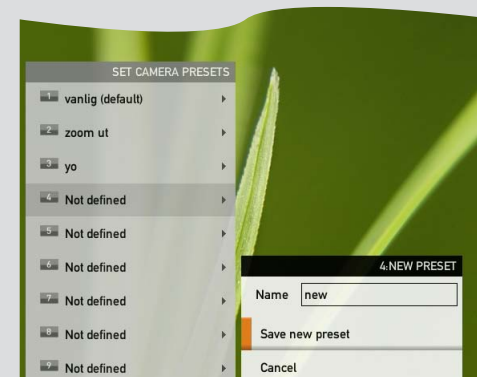 SET CAMERA PRESETS
1 vanlig (default)
2 zoom ut
3 yo
4 Not defined
5 Not defined
6 Not defined
7 Not defined
8 Not defined
9 Not defined
4:NEW PRESET
Name new
Save new preset
Cancel